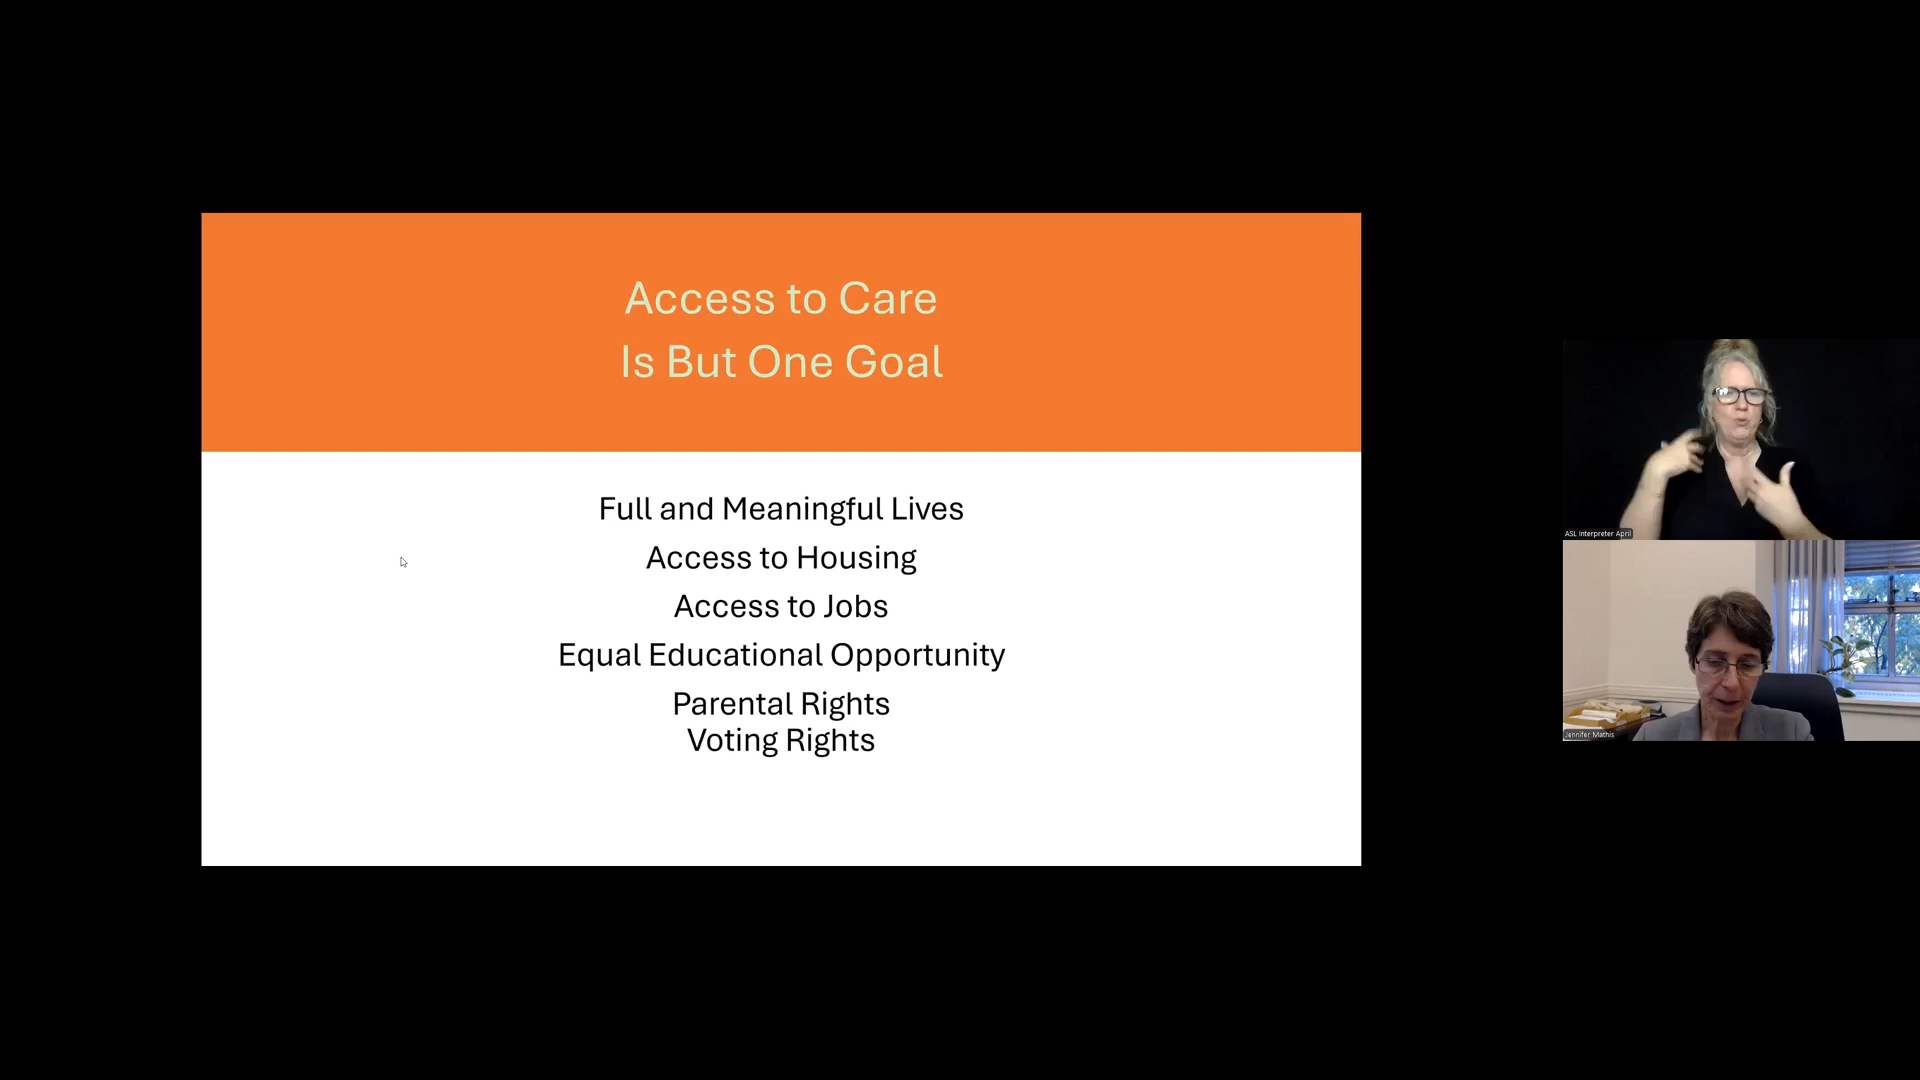 Access to Care
Is But One Goal
Full and Meaningful Lives
Access to Housing
Access to Jobs
Equal Educational Opportunity
Parental Rights
Voting Rights
ASL Interpreter April
Jennifer Mathis